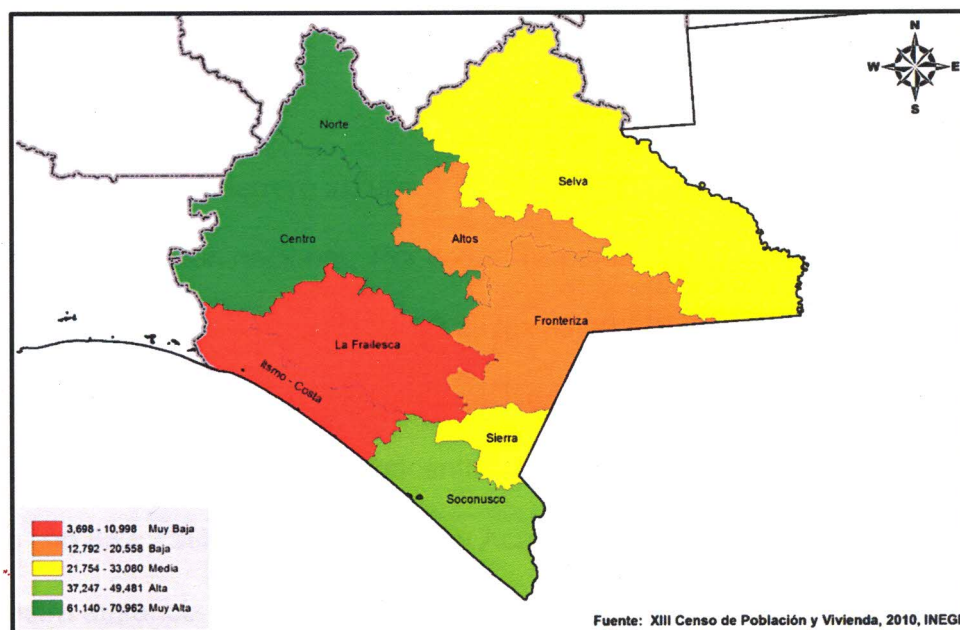 N
W E
S
Norte
Selva
Centro
Altos
Fronteriza
La Frailesca
Itsmo - Costa
Sierra
Soconusco
3,698 - 10,998 Muy Baja
12,792 - 20,558 Baja
21,754 - 33,080 Media
37,247 - 49,481 Alta
61,140 - 70,962 Muy Alta
Fuente: XIII Censo de Población y Vivienda, 2010, INEGI